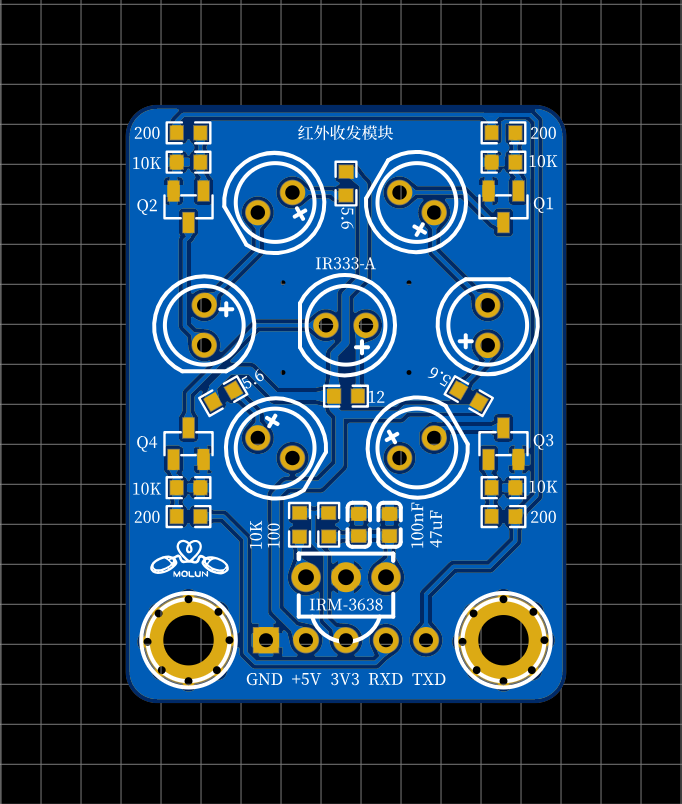 200
红外收发模块
200
10K
10K
Q2
5.6
Q1
IR333-A
5.6
5.6
12
Q4
Q3
10K
10K
200
200
10K
100
100nF
47uF
MOLUN
IRM-3638
GND +5V 3V3 RXD TXD